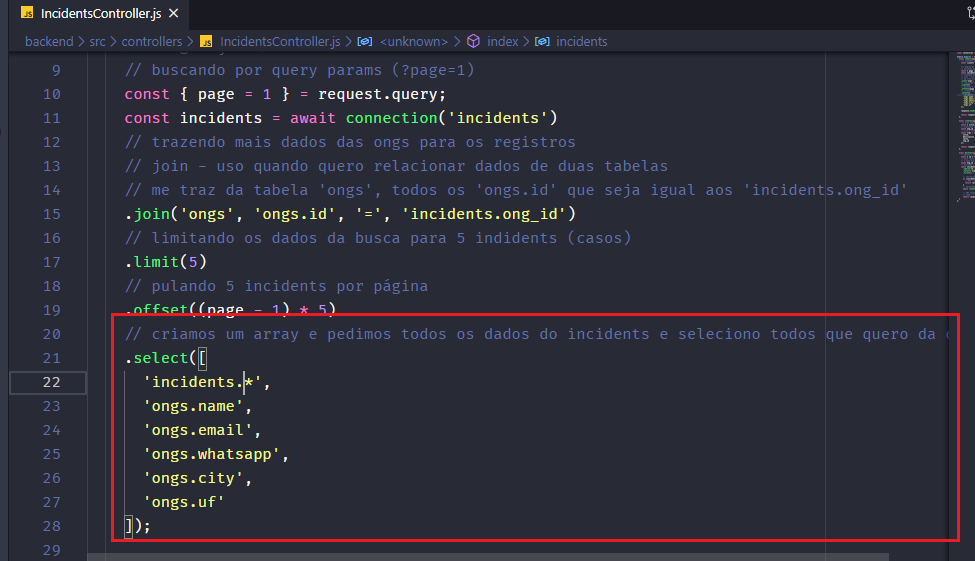 JS IncidentsController.js ×
backend > src > controllers > JS IncidentsController.js > <unknown> > index > incidents
9 // buscando por query params (?page=1)
10 const { page = 1 } = request.query;
11 const incidents = await connection('incidents')
12 // trazendo mais dados das ongs para os registros
13 // join - uso quando quero relacionar dados de duas tabelas
14 // me traz da tabela 'ongs', todos os 'ongs.id' que seja igual aos 'incidents.ong_id'
15 .join('ongs', 'ongs.id', '=', 'incidents.ong_id')
16 // limitando os dados da busca para 5 indidents (casos)
17 .limit(5)
18 // pulando 5 incidents por página
19 .offset((page - 1) * 5)
20 // criamos um array e pedimos todos os dados do incidents e seleciono todos que quero da
21 .select([
22 'incidents.*',
23 'ongs.name',
24 'ongs.email',
25 'ongs.whatsapp',
26 'ongs.city',
27 'ongs.uf'
28 ]);
29